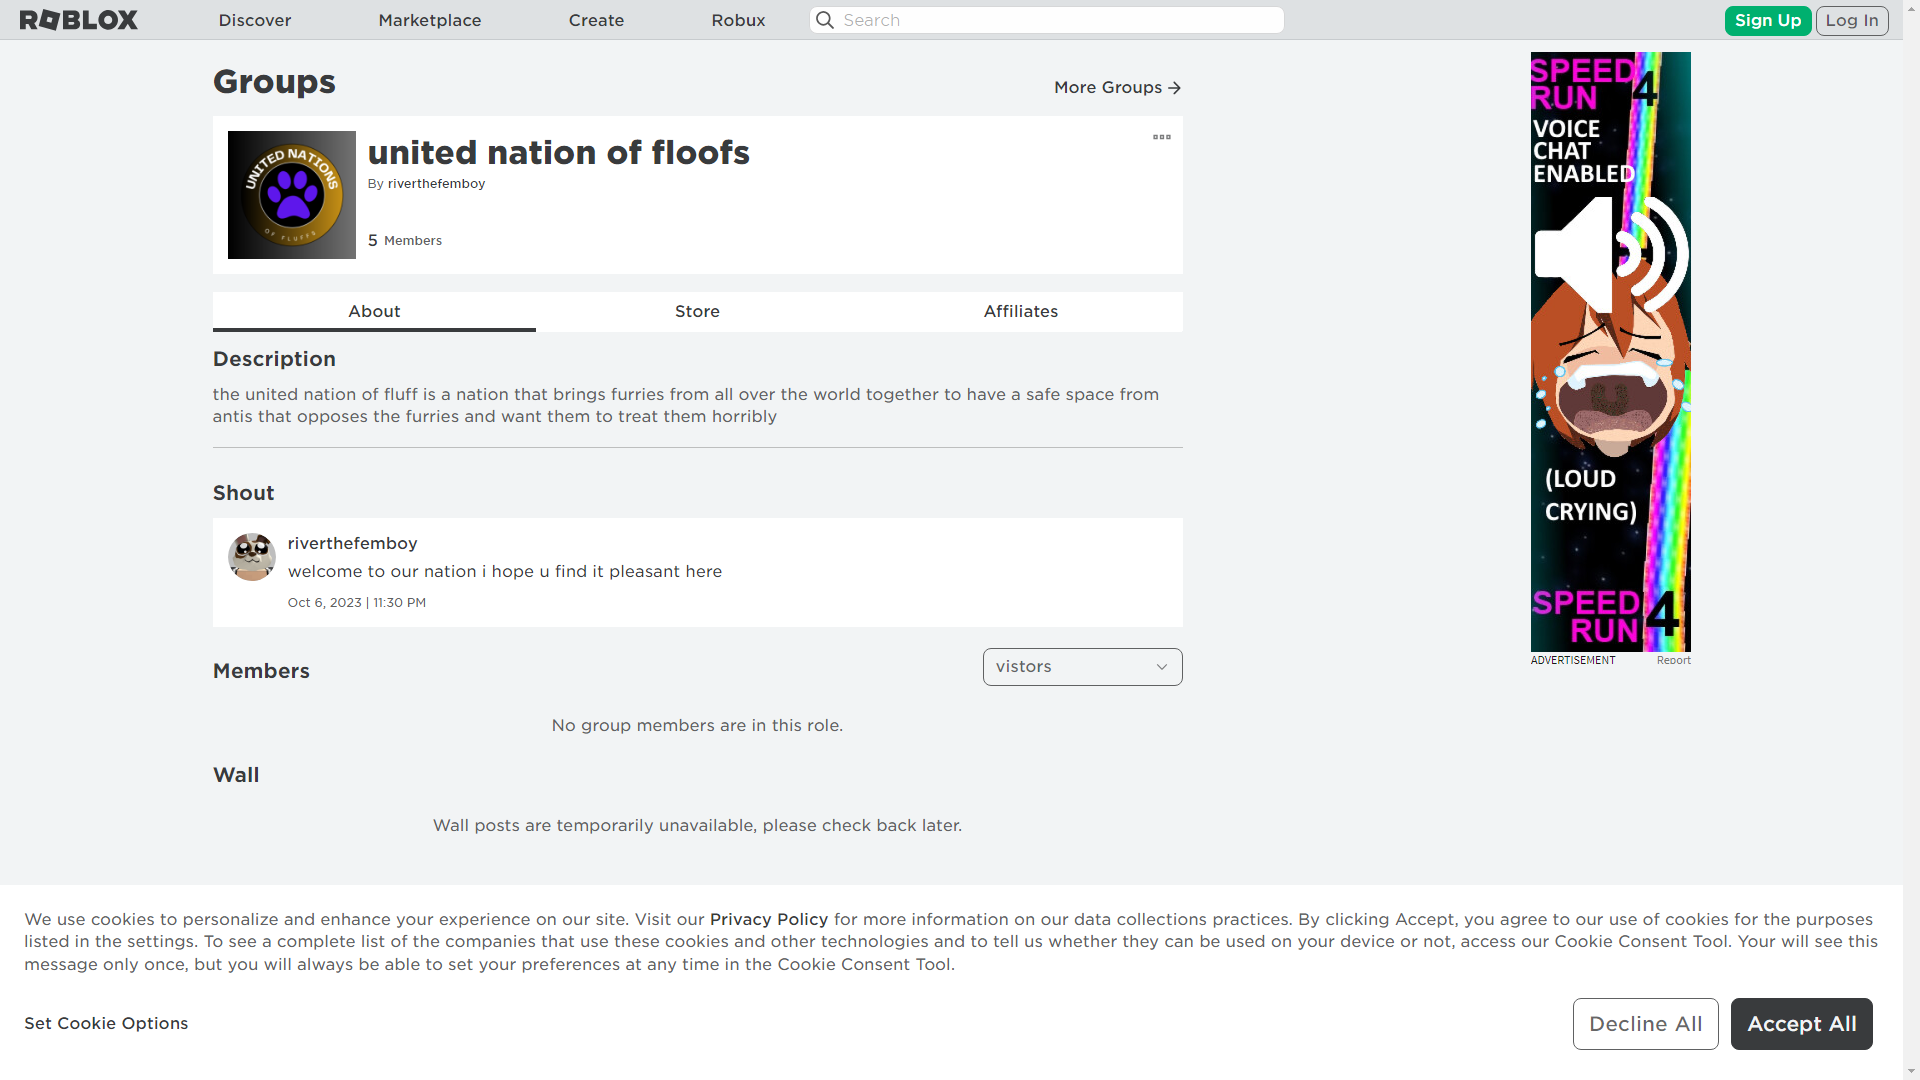 ROBLOX
Discover
Marketplace
Create
Robux
Search
Sign Up
Log In
Groups
More Groups
UNITED NATIONS
OF FLUFFS
united nation of floofs
By riverthefemboy
5 Members
About
Store
Affiliates
Description
the united nation of fluff is a nation that brings furries from all over the world together to have a safe space from
antis that opposes the furries and want them to treat them horribly
Shout
riverthefemboy
welcome to our nation i hope u find it pleasant here
Oct 6, 2023 | 11:30 PM
Members
vistors
No group members are in this role.
Wall
Wall posts are temporarily unavailable, please check back later.
SPEED
RUN 4
VOICE
CHAT
ENABLED
(LOUD
CRYING)
SPEED
RUN 4
ADVERTISEMENT
Report
We use cookies to personalize and enhance your experience on our site. Visit our Privacy Policy for more information on our data collections practices. By clicking Accept, you agree to our use of cookies for the purposes
listed in the settings. To see a complete list of the companies that use these cookies and other technologies and to tell us whether they can be used on your device or not, access our Cookie Consent Tool. Your will see this
message only once, but you will always be able to set your preferences at any time in the Cookie Consent Tool.
Set Cookie Options
Decline All
Accept All